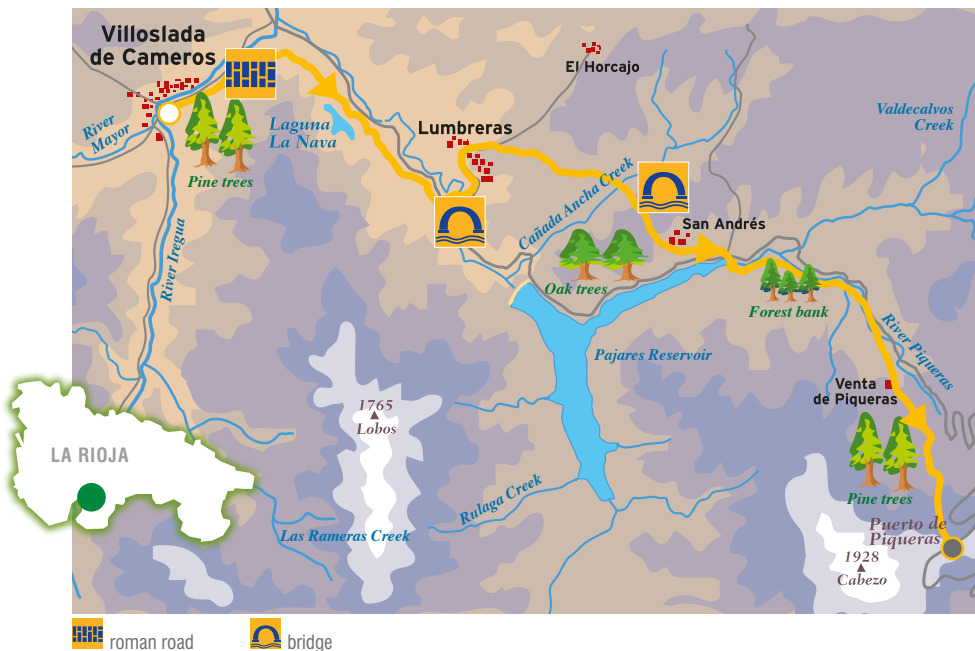 Villoslada
de Cameros
El Horcajo
Valdecalvos
Creek
River
Mayor
Laguna
La Nava
Lumbreras
Pine trees
Cañada Ancha Creek
San Andrés
River Iregua
Oak trees
Forest bank
River Piqueras
Pajares Reservoir
Venta
de Piqueras
1765
Lobos
LA RIOJA
Pine trees
Rulaga Creek
Puerto de
Piqueras
Las Rameras Creek
1928
Cabezo
roman road
bridge